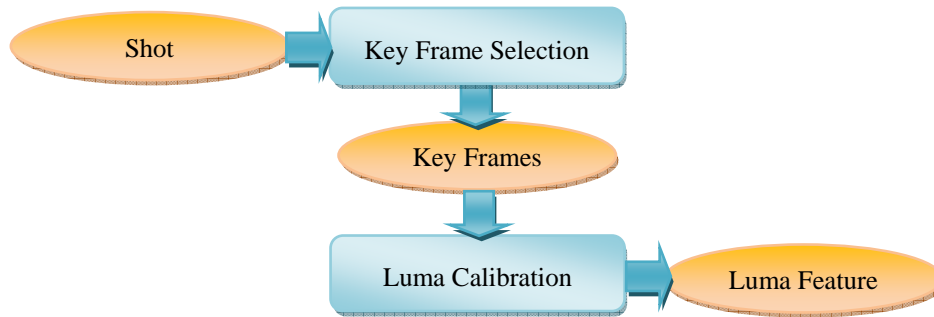 Shot
Key Frame Selection
Key Frames
Luma Calibration
Luma Feature